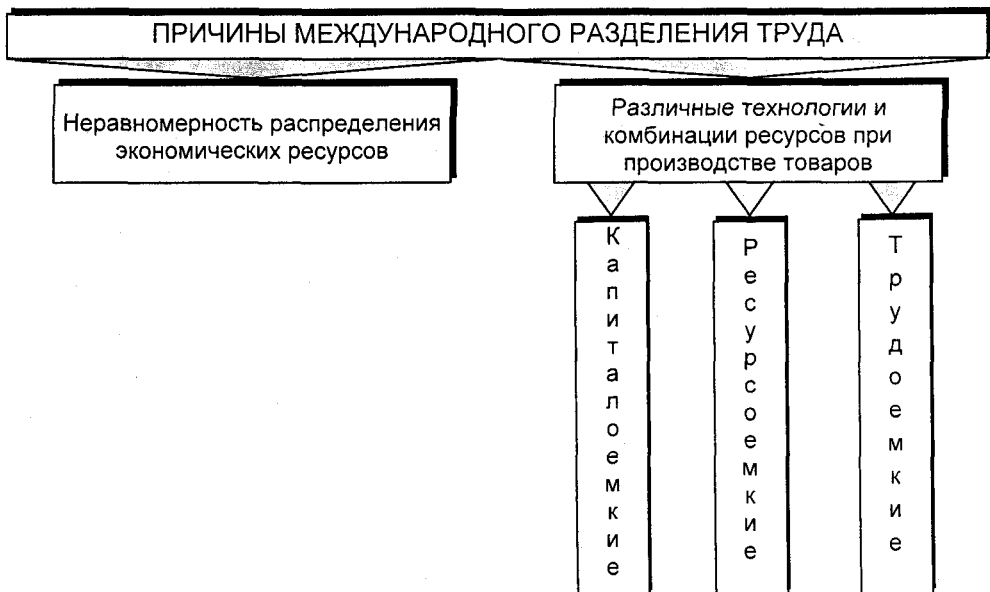 ПРИЧИНЫ МЕЖДУНАРОДНОГО РАЗДЕЛЕНИЯ ТРУДА
Неравномерность распределения
экономических ресурсов
Различные технологии и
комбинации ресурсов при
производстве товаров
Капиталоемкие
Ресурсоемкие
Трудоемкие